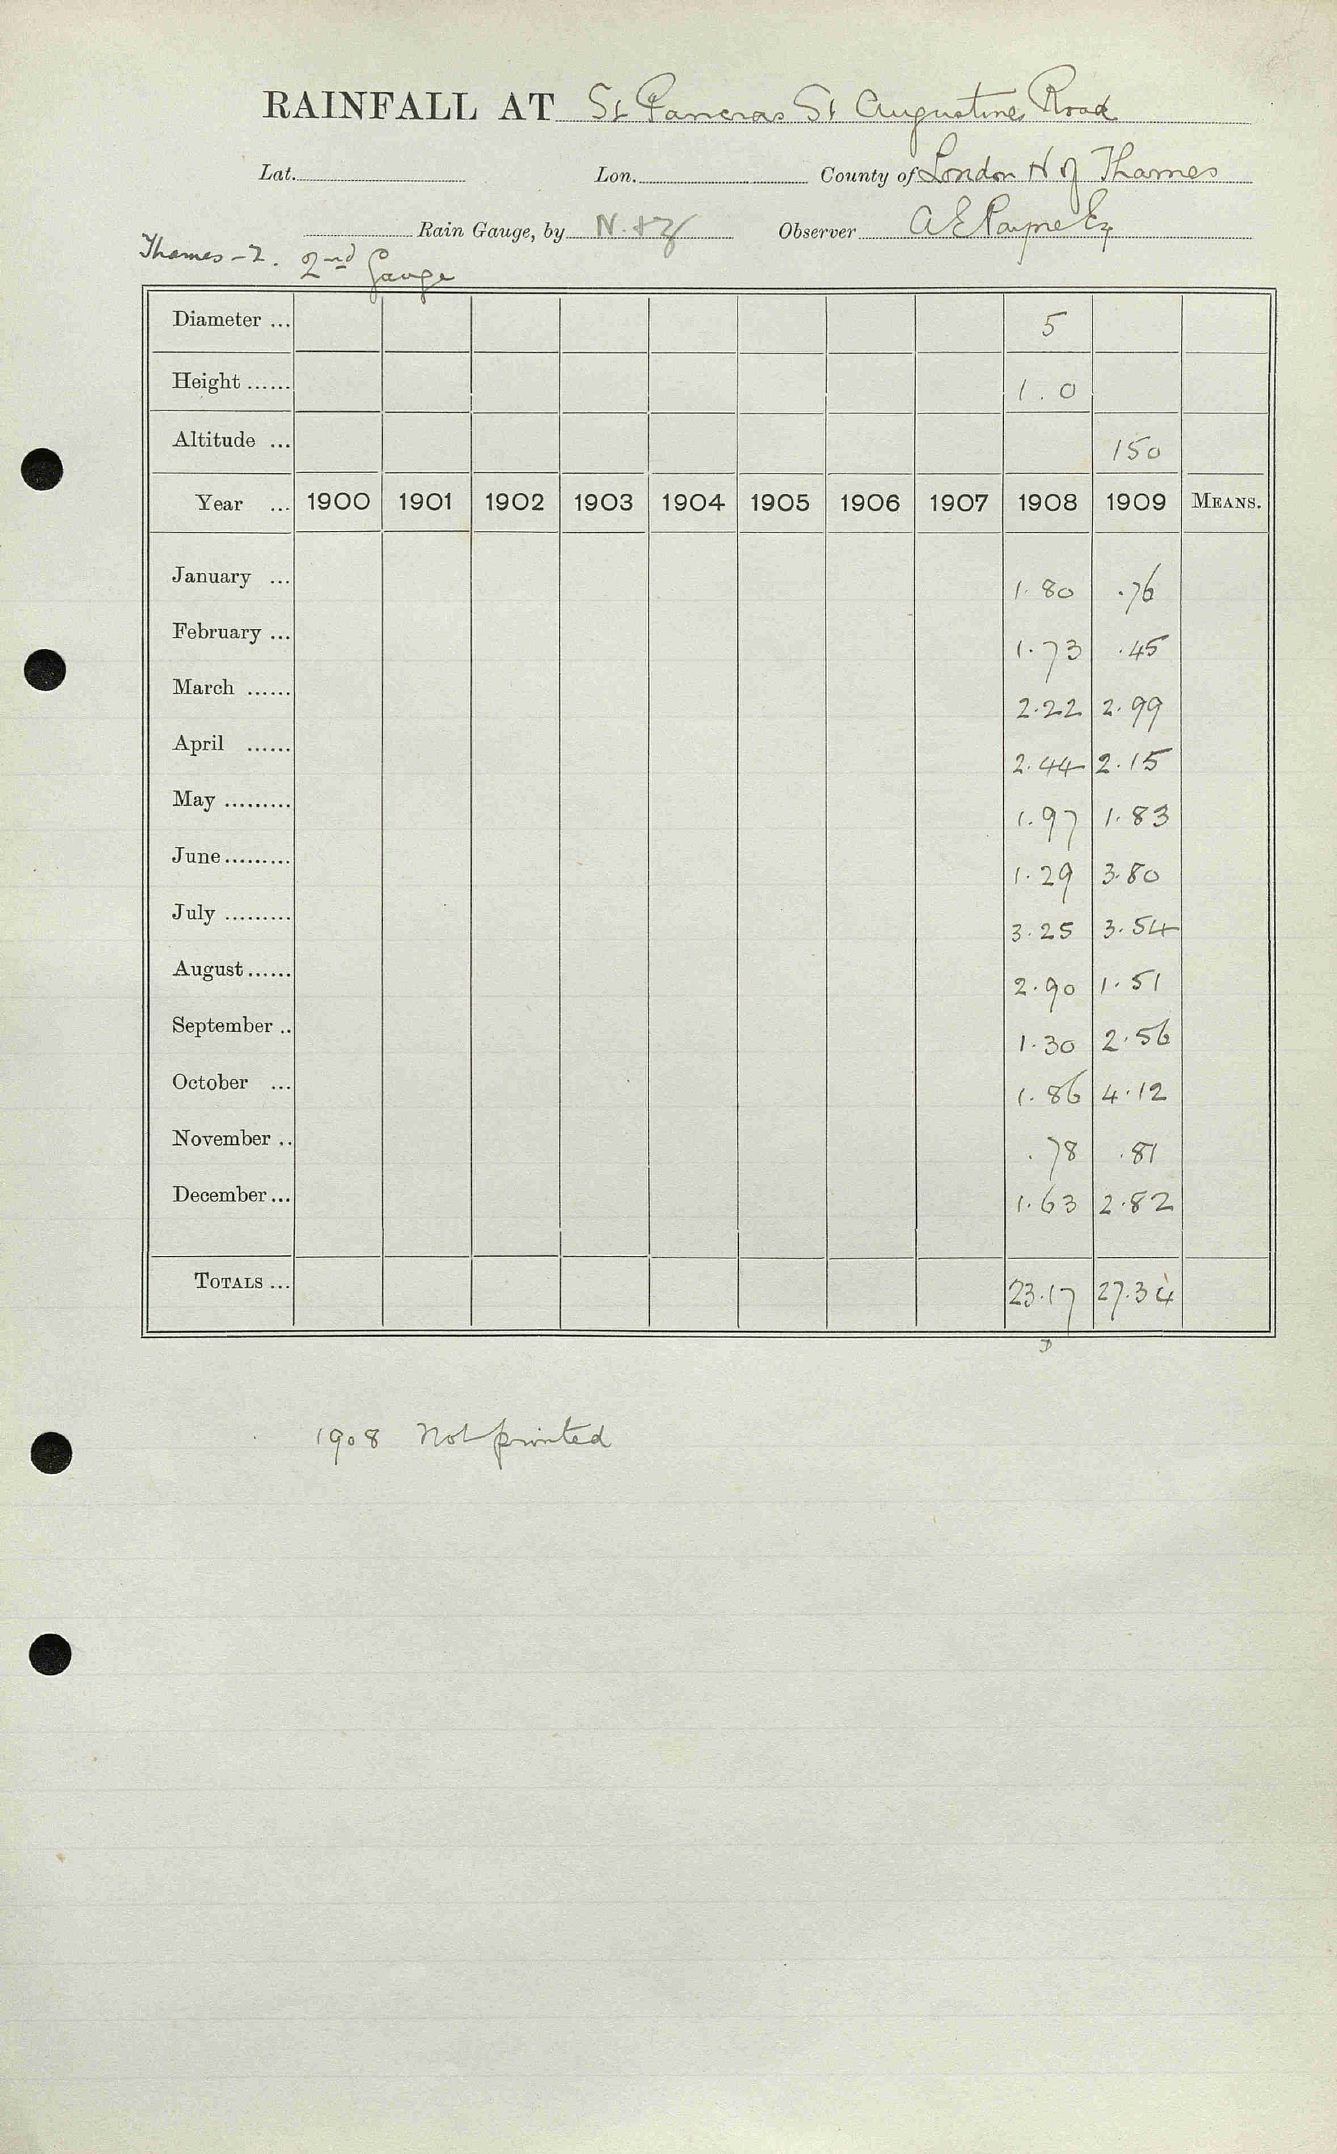 RAINFALL AT St Pancras St Augustines Road
Lat. Lon. County of London N of Thames
Rain Gauge, by N. & Z Observer A E Payne Esq
Thames - 2. 2nd Gauge
Diameter ... 5
Height ...... 1.0
Altitude ... 150
Year ... 1900 1901 1902 1903 1904 1905 1906 1907 1908 1909 MEANS.
January ... 1.80 .76
February ... 1.73 .45
March ...... 2.22 2.99
April ...... 2.44 2.15
May ......... 1.97 1.83
June ......... 1.29 3.80
July ......... 3.25 3.54
August ...... 2.90 1.51
September .. 1.30 2.56
October ... 1.86 4.12
November .. .78 .81
December ... 1.63 2.82
TOTALS ... 23.17 27.34
1908 Not printed